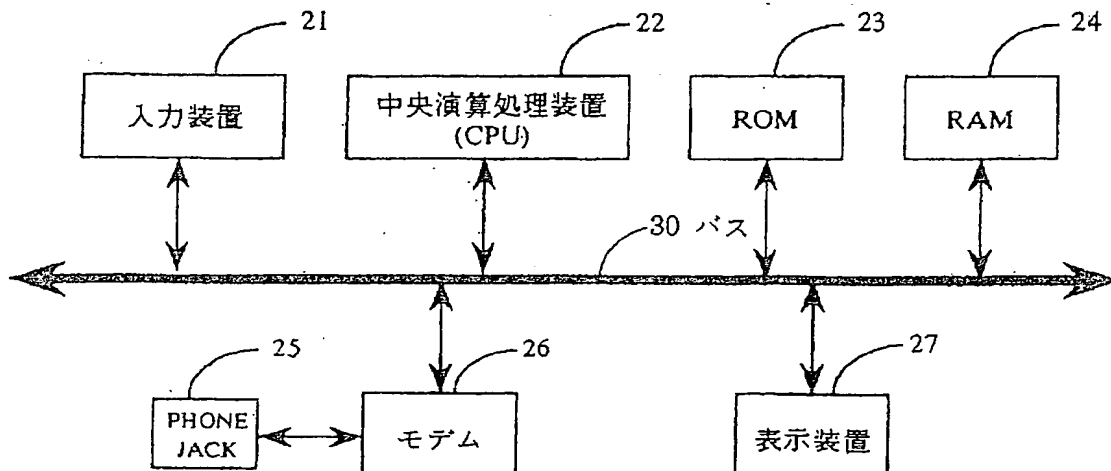 21
22
23
24
入力装置
中央演算処理装置
(CPU)
ROM
RAM
30 バス
25
26
27
PHONE
JACK
モデム
表示装置